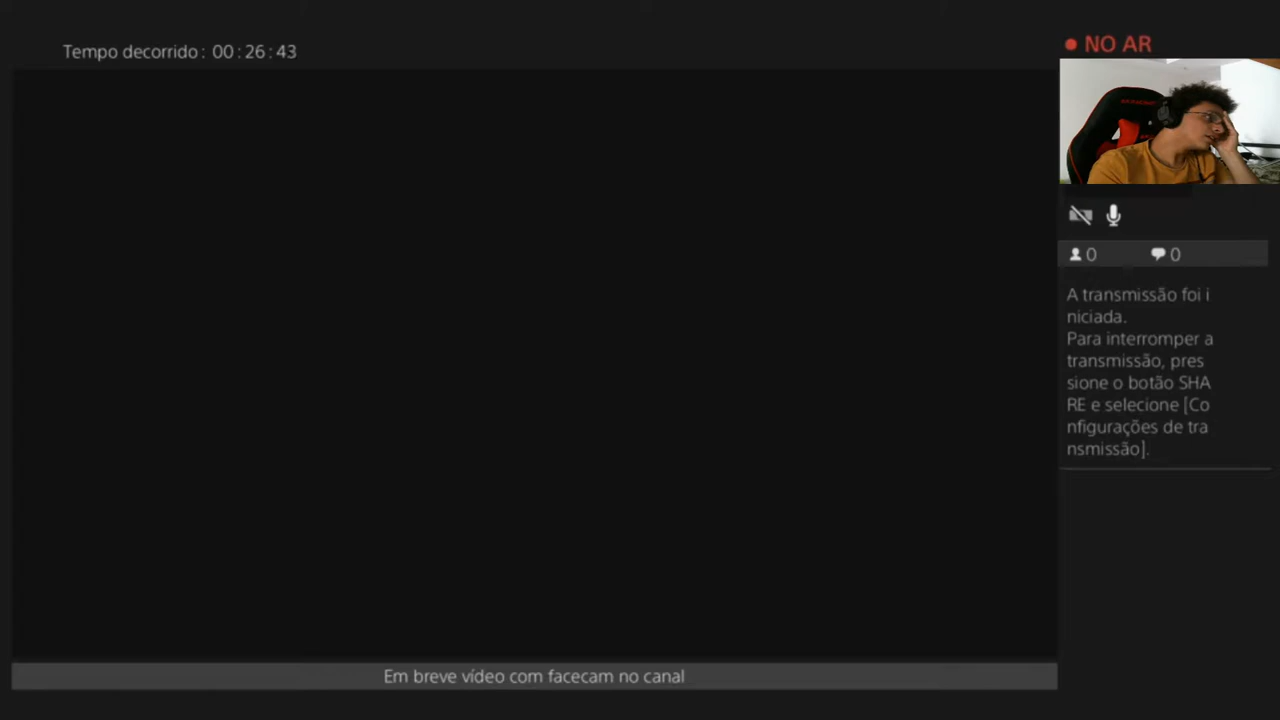 Tempo decorrido : 00 : 26 : 43
NO AR
0 0
A transmissão foi i
niciada.
Para interromper a
transmissão, pres
sione o botão SHA
RE e selecione [Co
nfigurações de tra
nsmissão].
Em breve vídeo com facecam no canal